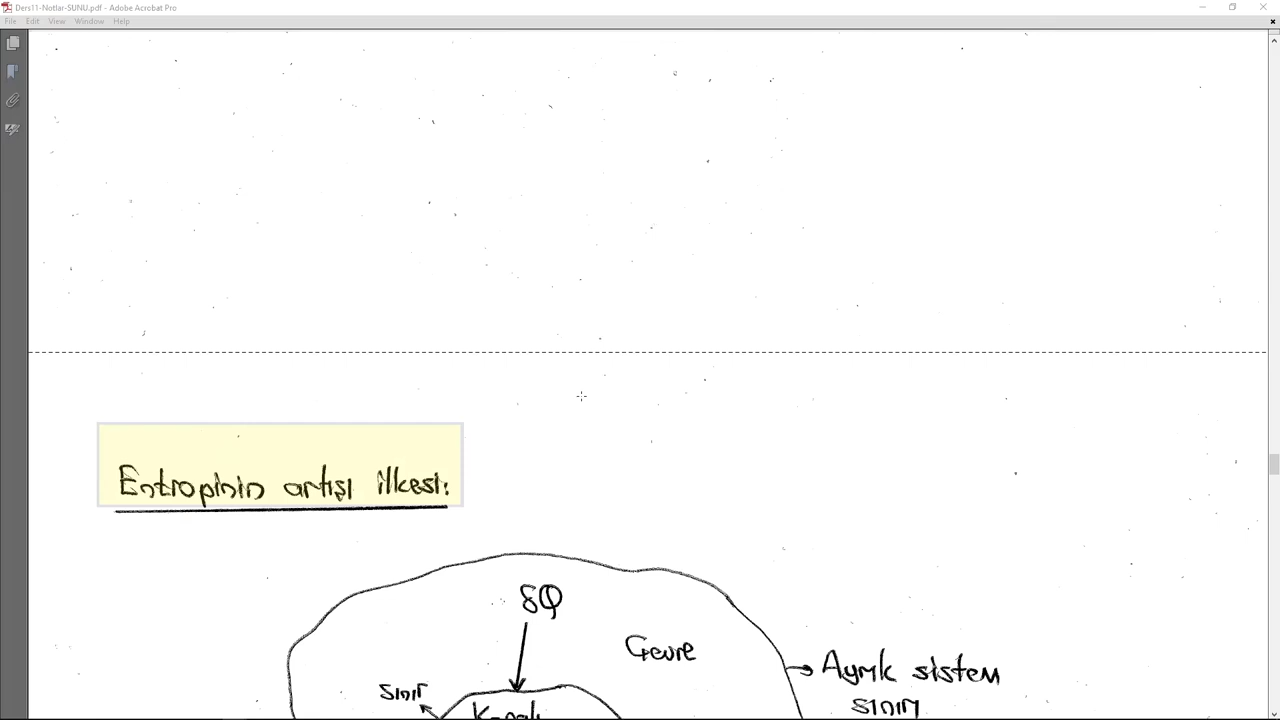 Ders11-Notlar-SUNU.pdf - Adobe Acrobat Pro
File Edit View Window Help
Entropinin artışı ilkesi:
δQ
Çevre
Ayrık sistem
sınırı
sınır